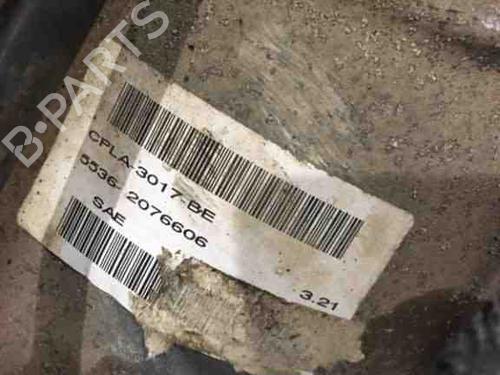 B-PARTS
CPLA-3017-BE
5536-2076606
SAE
3.21